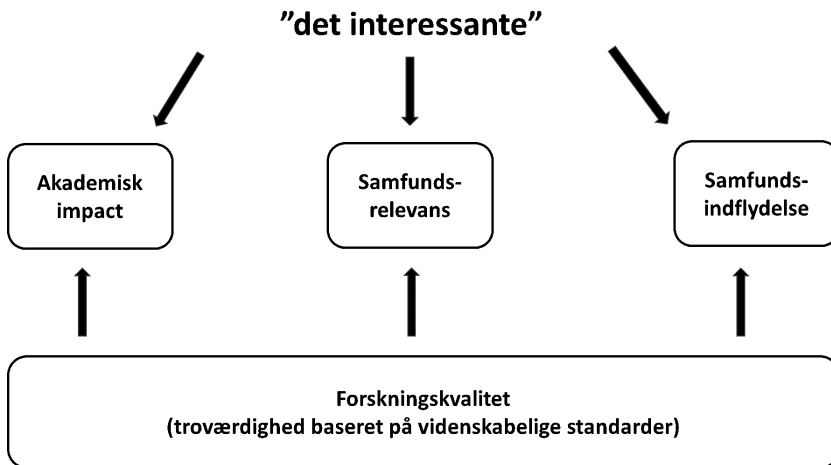 ”det interessante”
Akademisk
impact
Samfunds-
relevans
Samfunds-
indflydelse
Forskningskvalitet
(troværdighed baseret på videnskabelige standarder)